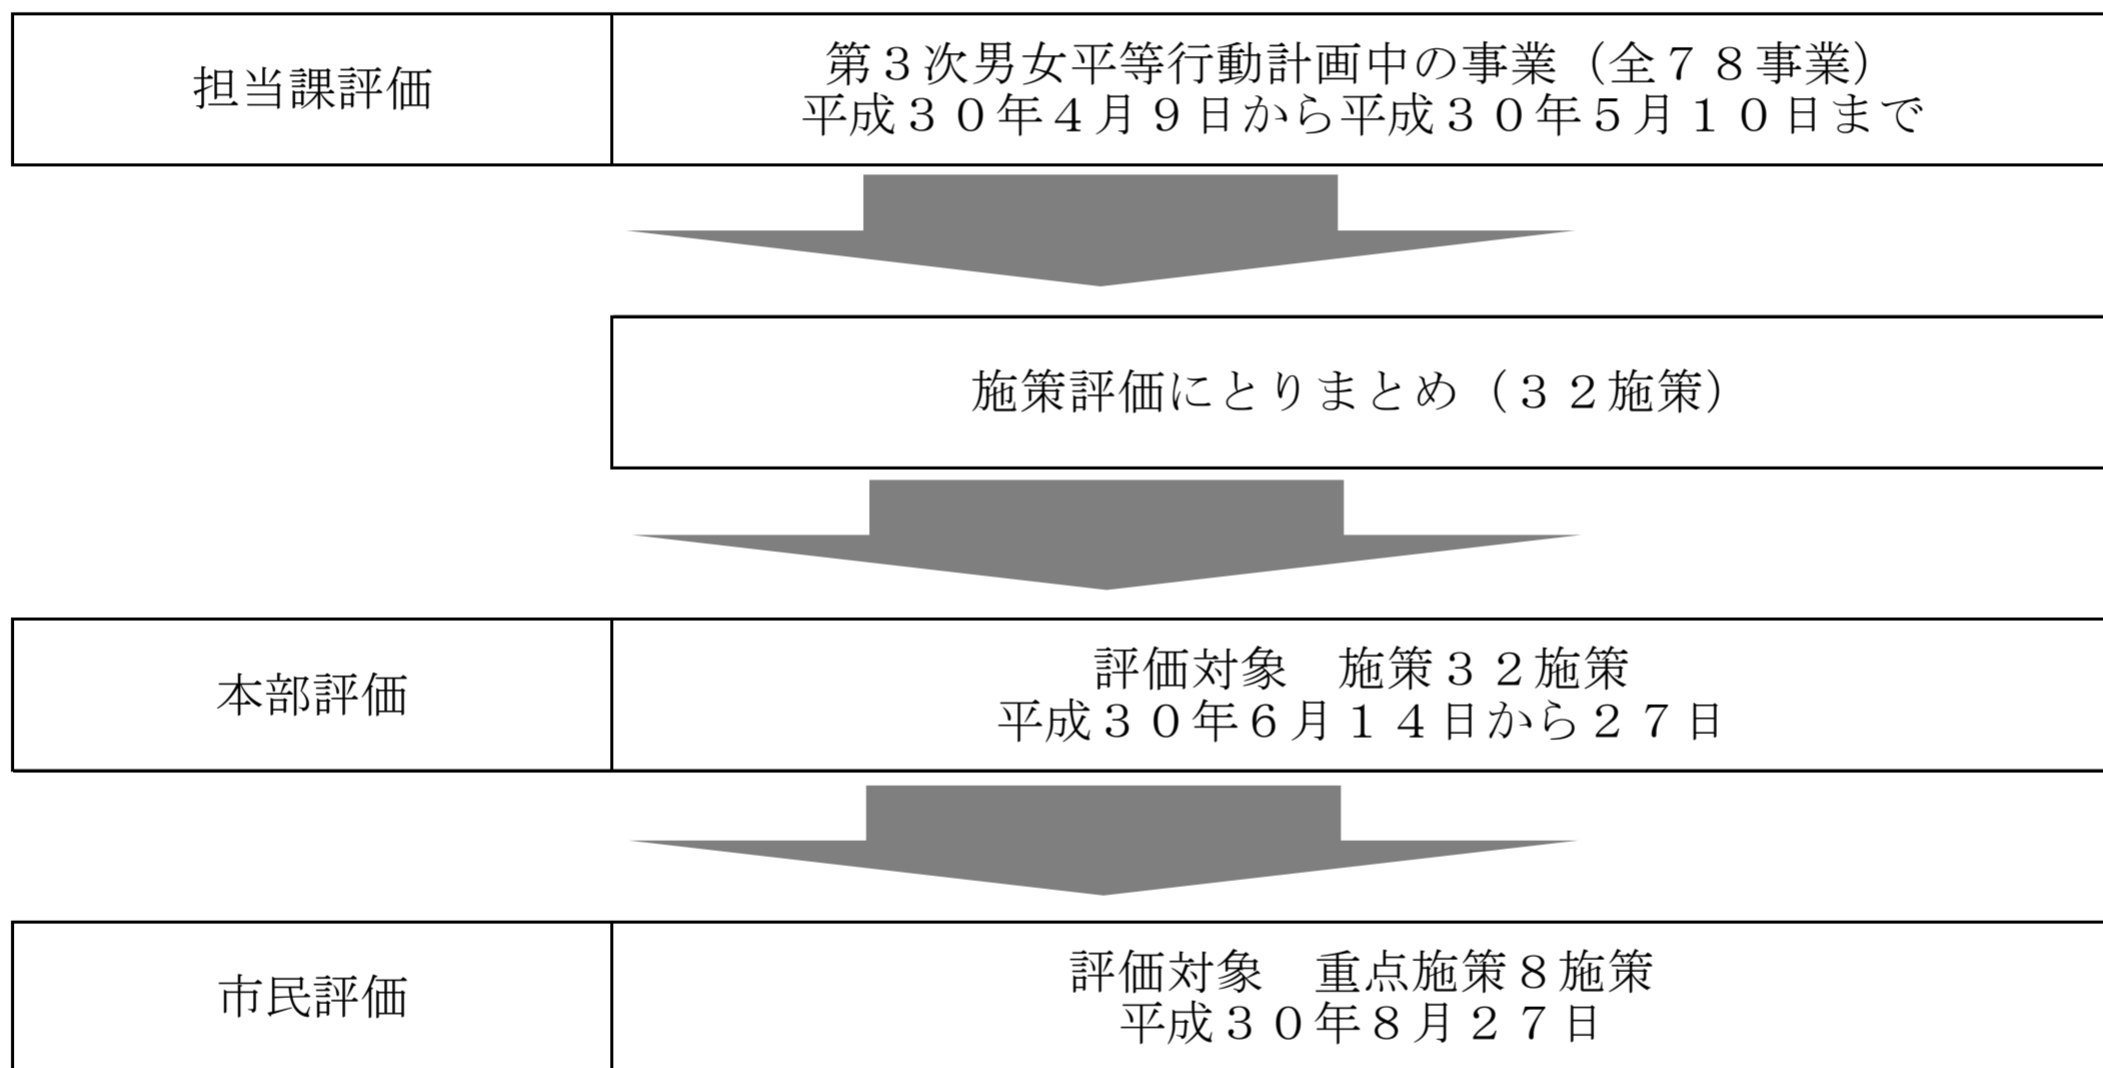 担当課評価
第３次男女平等行動計画中の事業（全７８事業）
平成３０年４月９日から平成３０年５月１０日まで
施策評価にとりまとめ（３２施策）
本部評価
評価対象　施策３２施策
平成３０年６月１４日から２７日
市民評価
評価対象　重点施策８施策
平成３０年８月２７日